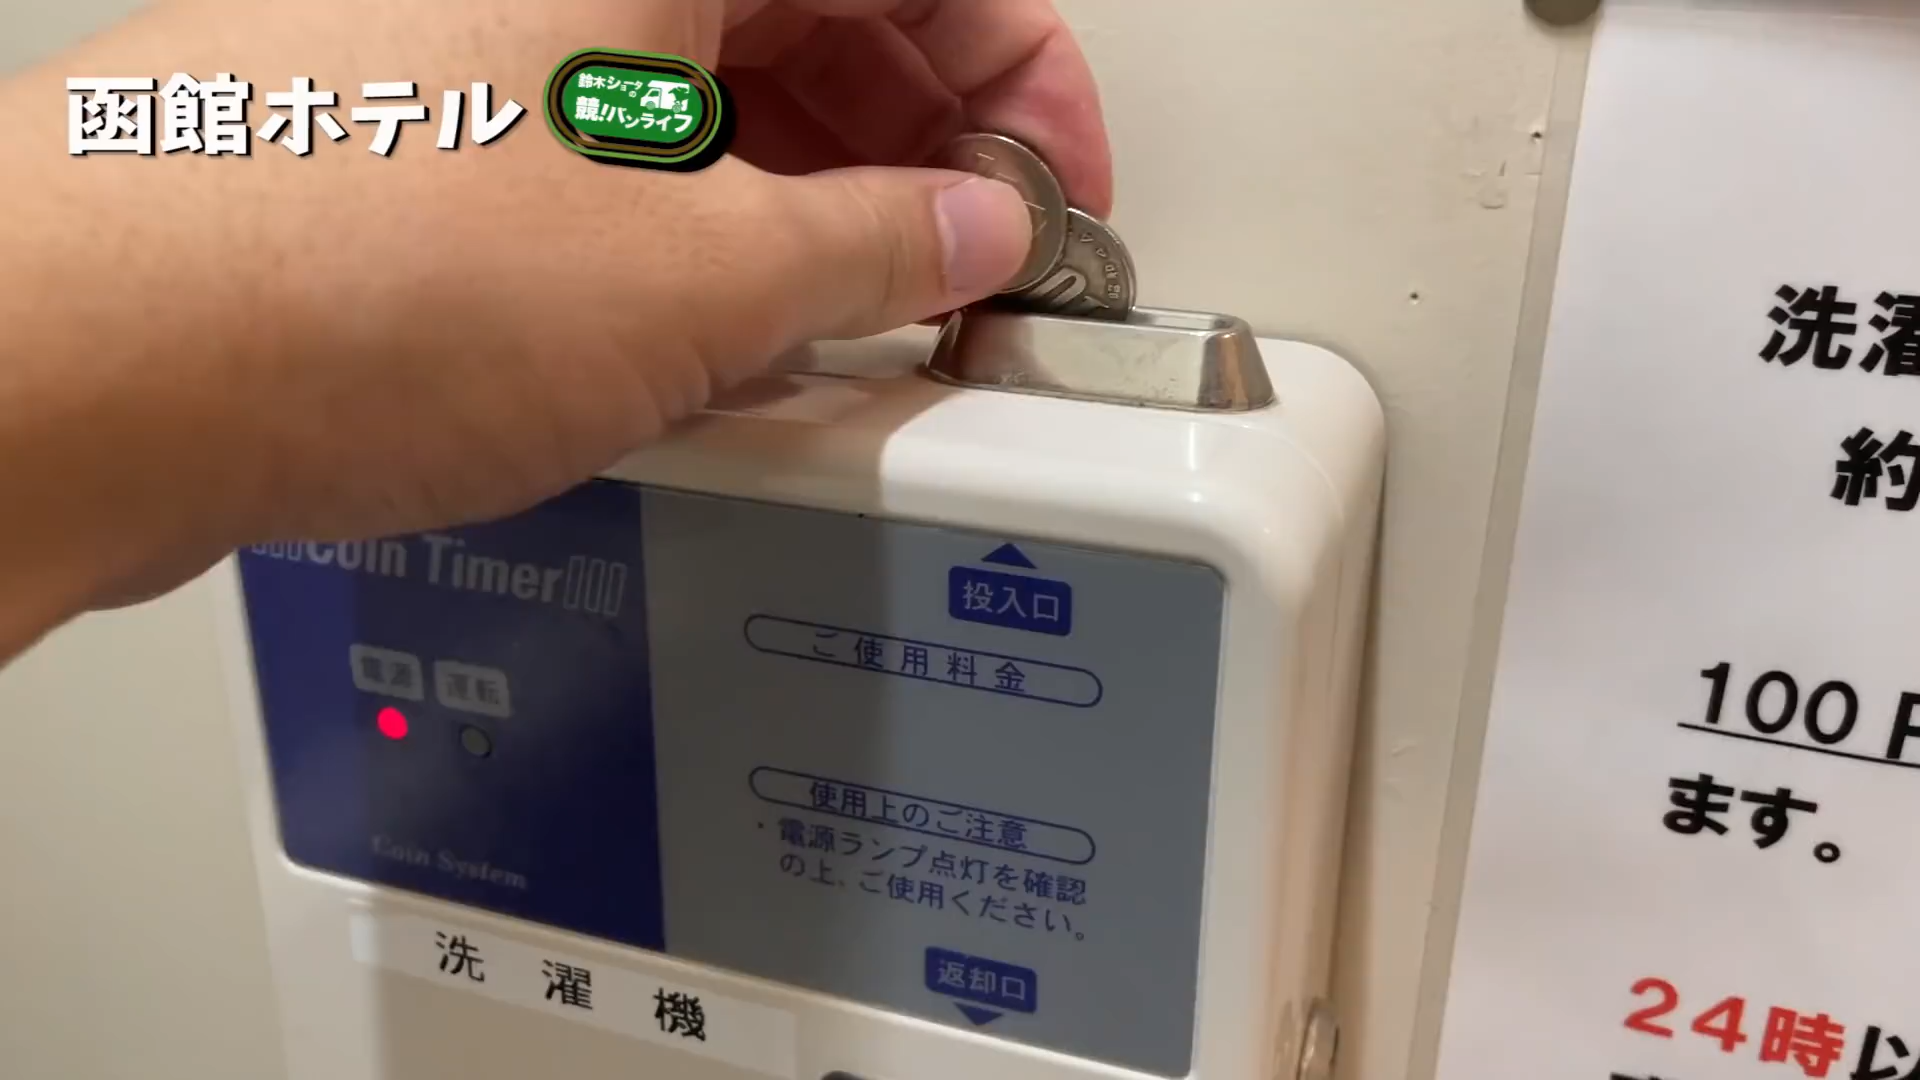 函館ホテル
鈴木ショータの
競!バンライフ
Coin Timer
電源 運転
投入口
ご使用料金
使用上のご注意
・電源ランプ点灯を確認
の上、ご使用ください。
Coin System
返却口
洗濯機
洗濯
約
100
ます。
24時以